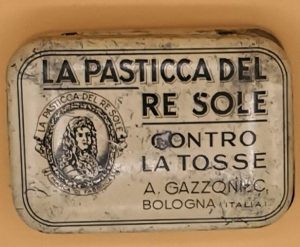 LA PASTICCA DEL
RE SOLE
LA PASTICCA DEL RE SOLE
CONTRO
LA TOSSE
A. GAZZONI & C.
BOLOGNA (ITALIA)